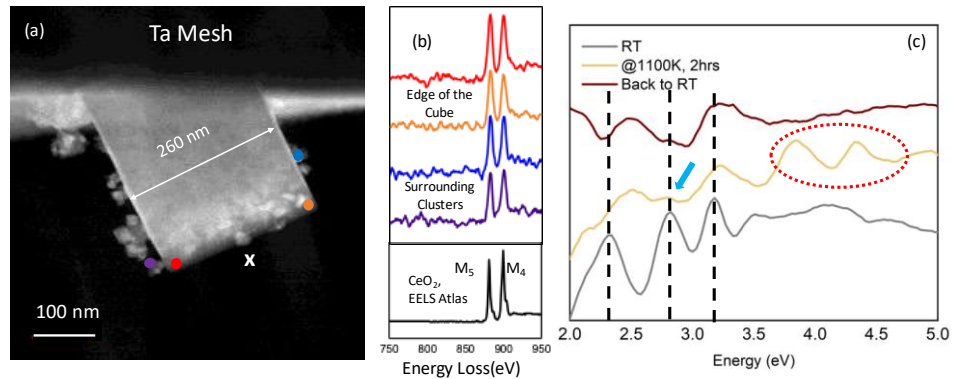 (a)
Ta Mesh
260 nm
x
100 nm
(b)
Edge of the
Cube
Surrounding
Clusters
CeO2,
EELS Atlas
M5
M4
750 800 850 900 950
Energy Loss(eV)
(c)
RT
@1100K, 2hrs
Back to RT
2.0 2.5 3.0 3.5 4.0 4.5 5.0
Energy (eV)